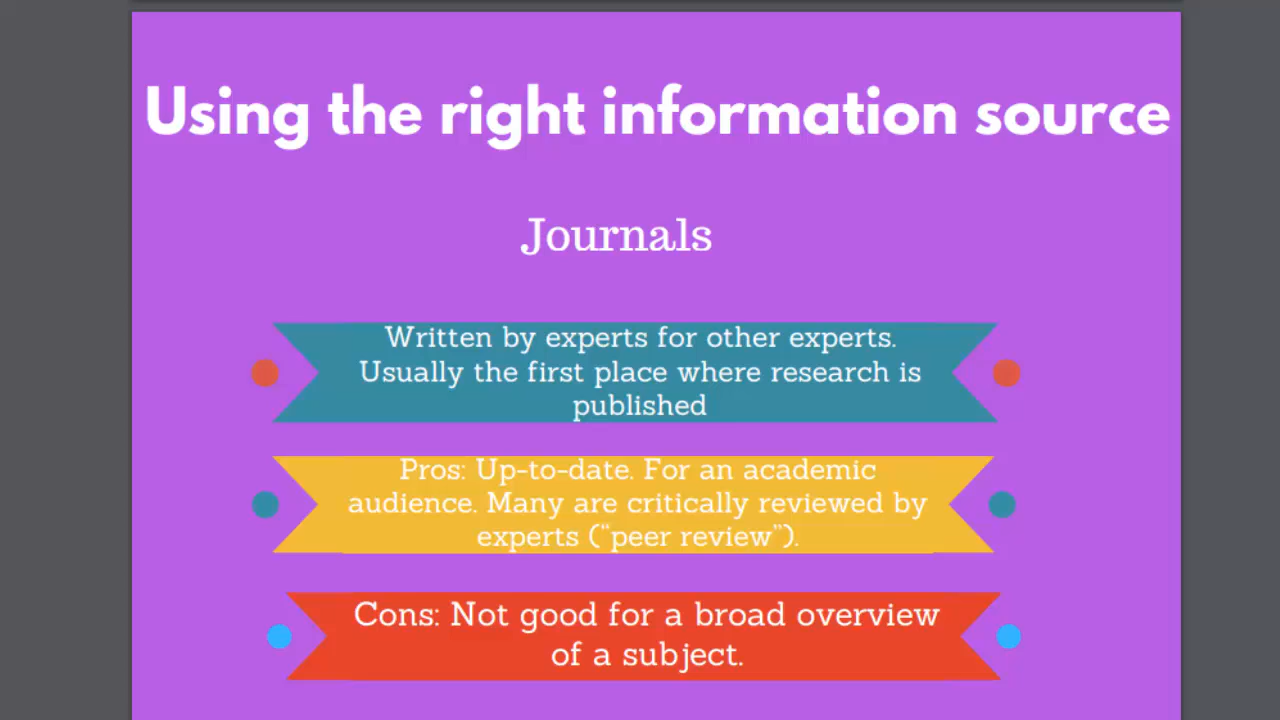 Using the right information source
Journals
Written by experts for other experts.
Usually the first place where research is
published
Pros: Up-to-date. For an academic
audience. Many are critically reviewed by
experts (“peer review”).
Cons: Not good for a broad overview
of a subject.